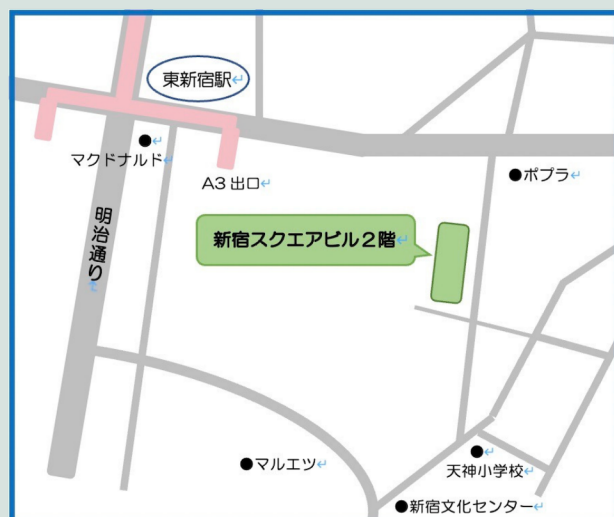 東新宿駅
マクドナルド
A3 出口
ポプラ
明治通り
新宿スクエアビル２階
マルエツ
天神小学校
新宿文化センター